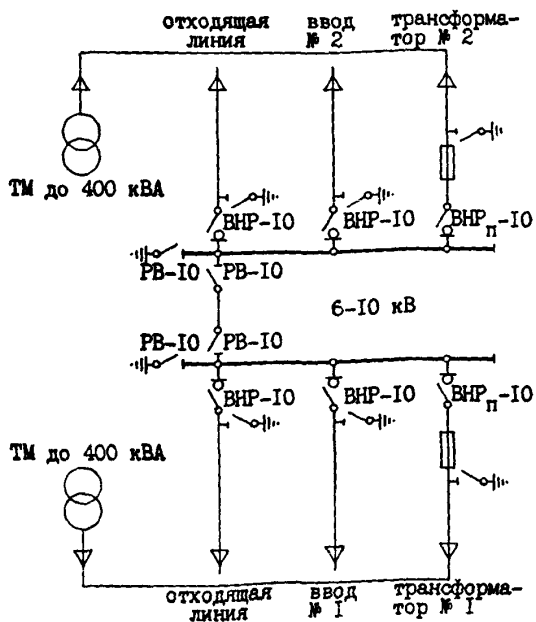 отходящая линия
ввод № 2
трансформа-
тор № 2
ТМ до 400 кВА
ВНР-10
ВНР-10
ВНРп-10
РВ-10
РВ-10
6-10 кВ
РВ-10
РВ-10
ВНР-10
ВНР-10
ВНРп-10
ТМ до 400 кВА
отходящая линия
ввод № I
трансформа-
тор № I